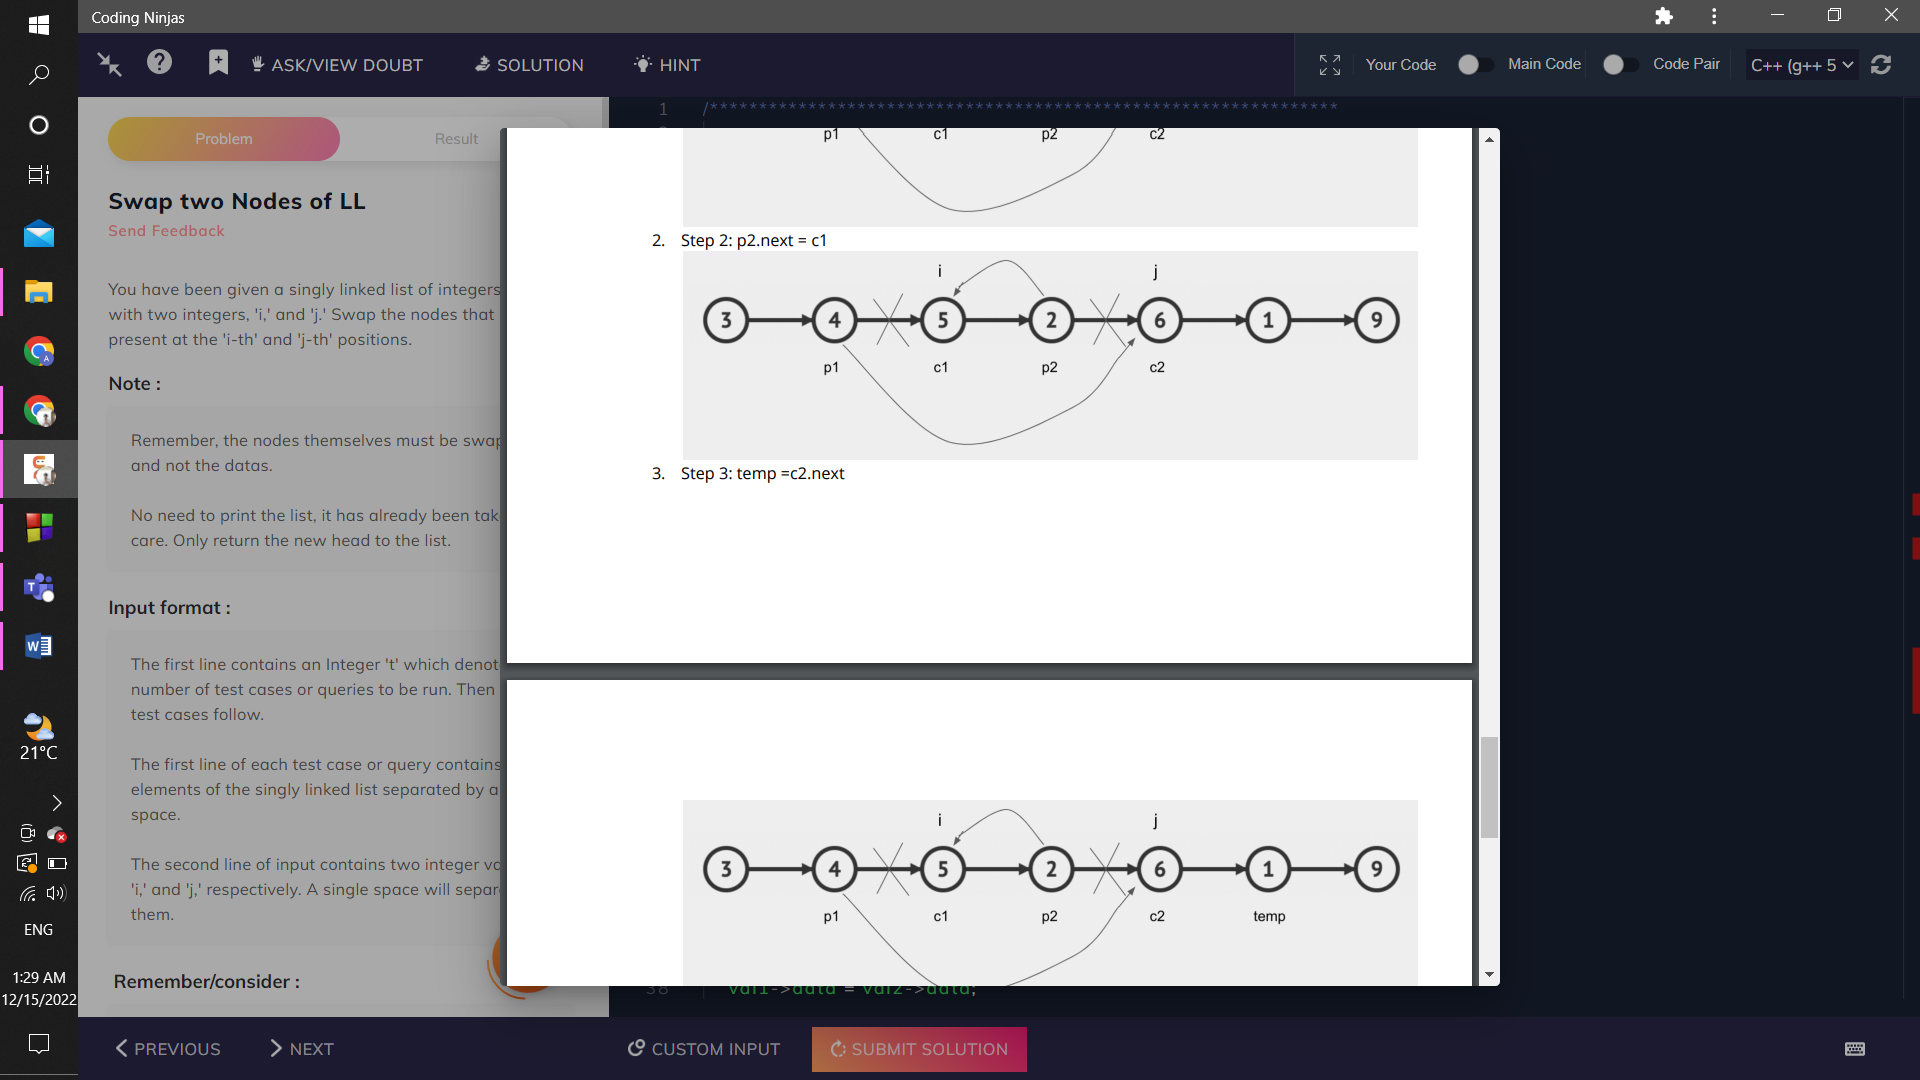 Coding Ninjas
ASK/VIEW DOUBT
SOLUTION
HINT
Your Code
Main Code
Code Pair
C++ (g++ 5
Problem
Result
Swap two Nodes of LL
Send Feedback
You have been given a singly linked list of integers
with two integers, 'i,' and 'j.' Swap the nodes that
present at the 'i-th' and 'j-th' positions.
Note :
Remember, the nodes themselves must be swap
and not the datas.
No need to print the list, it has already been tak
care. Only return the new head to the list.
Input format :
The first line contains an Integer 't' which denot
number of test cases or queries to be run. Then
test cases follow.
The first line of each test case or query contains
elements of the singly linked list separated by a
space.
The second line of input contains two integer va
'i,' and 'j,' respectively. A single space will separ
them.
Remember/consider :
1 /***************************************************************
p1 c1 p2 c2
2. Step 2: p2.next = c1
i j
3 4 5 2 6 1 9
p1 c1 p2 c2
3. Step 3: temp =c2.next
i j
3 4 5 2 6 1 9
p1 c1 p2 c2 temp
38 val1->data = val2->data;
PREVIOUS
NEXT
CUSTOM INPUT
SUBMIT SOLUTION
21°C
ENG
1:29 AM
12/15/2022